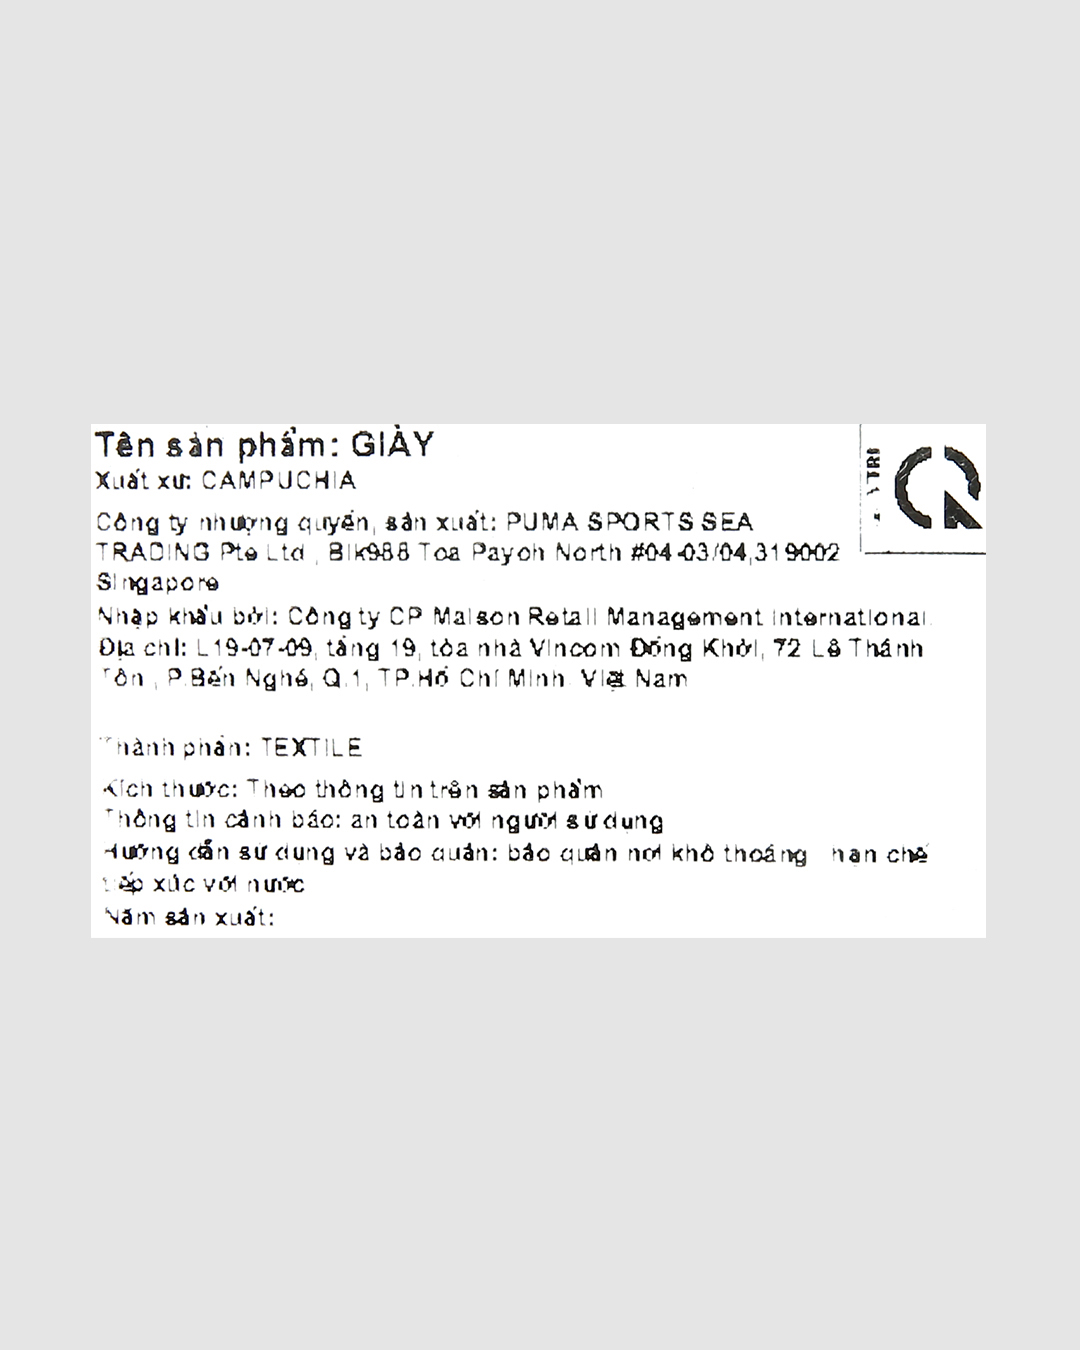 Tên sản phẩm: GIÀY
Xuất xứ: CAMPUCHIA
Công ty nhượng quyền, sản xuất: PUMA SPORTS SEA
TRADING Pte Ltd , Blk988 Toa Payoh North #04-03/04,319002
Singapore
Nhập khẩu bởi: Công ty CP Maison Retail Management International.
Địa chỉ: L19-07-09, tầng 19, tòa nhà Vincom Đồng Khởi, 72 Lê Thánh
Tôn , P.Bến Nghé, Q.1, TP.Hồ Chí Minh. Việt Nam
Thành phần: TEXTILE
Kích thước: Theo thông tin trên sản phẩm
Thông tin cảnh báo: an toàn với người sử dụng
Hướng dẫn sử dụng và bảo quản: bảo quản nơi khô thoáng hạn chế
tiếp xúc với nước
Năm sản xuất: